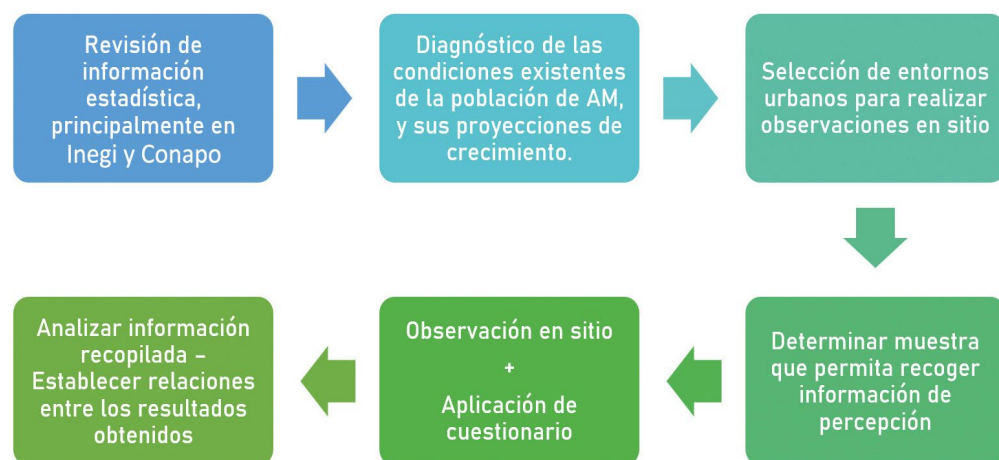 Revisión de
información
estadística,
principalmente en
Inegi y Conapo
Diagnóstico de las
condiciones existentes
de la población de AM,
y sus proyecciones de
crecimiento.
Selección de entornos
urbanos para realizar
observaciones en sitio
Determinar muestra
que permita recoger
información de
percepción
Observación en sitio
+
Aplicación de
cuestionario
Analizar información
recopilada –
Establecer relaciones
entre los resultados
obtenidos